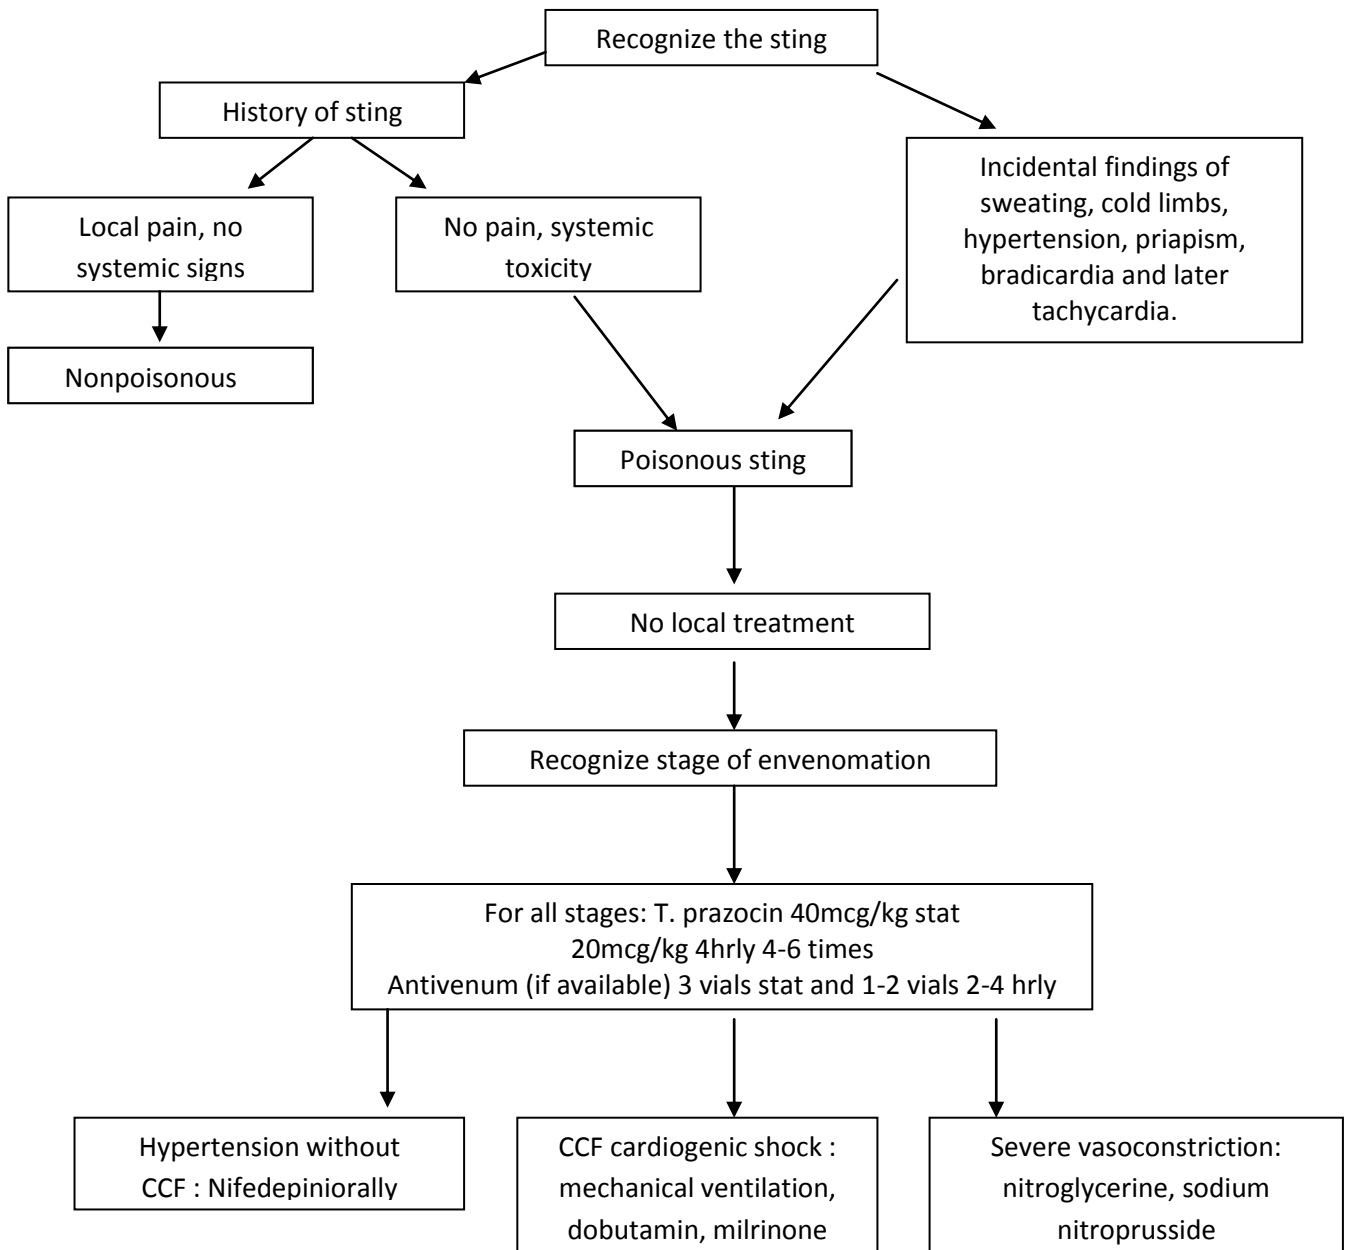 Recognize the sting
History of sting
Incidental findings of
sweating, cold limbs,
hypertension, priapism,
bradicardia and later
tachycardia.
Local pain, no
systemic signs
No pain, systemic
toxicity
Nonpoisonous
Poisonous sting
No local treatment
Recognize stage of envenomation
For all stages: T. prazocin 40mcg/kg stat
20mcg/kg 4hrly 4-6 times
Antivenum (if available) 3 vials stat and 1-2 vials 2-4 hrly
Hypertension without
CCF : Nifedepiniorally
CCF cardiogenic shock :
mechanical ventilation,
dobutamin, milrinone
Severe vasoconstriction:
nitroglycerine, sodium
nitroprusside